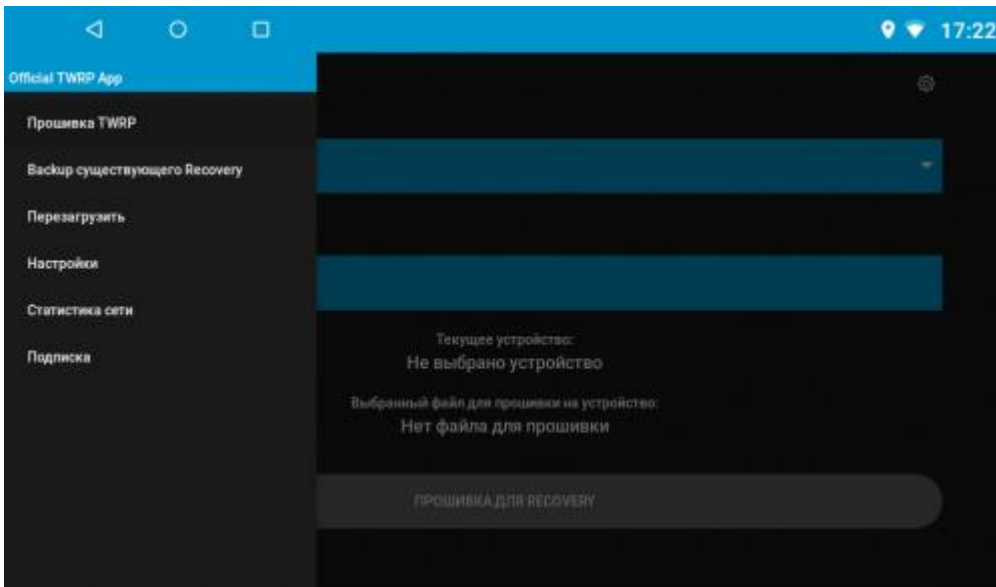 17:22
Official TWRP App
Прошивка TWRP
Backup существующего Recovery
Перезагрузить
Настройки
Статистика сети
Подписка
Текущее устройство:
Не выбрано устройство
Выбранный файл для прошивки на устройство:
Нет файла для прошивки
ПРОШИВКА ДЛЯ RECOVERY